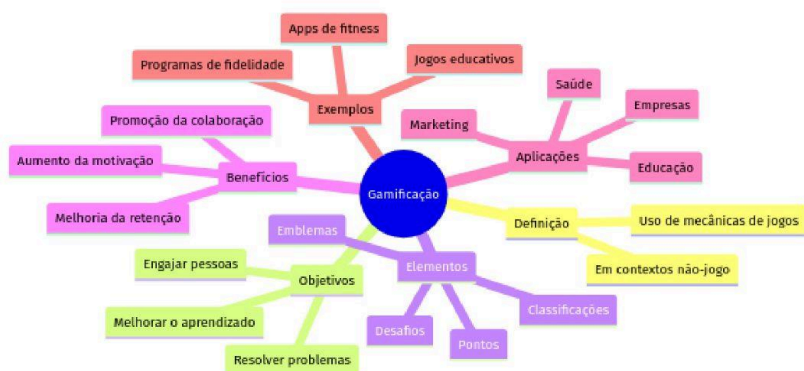 Apps de fitness
Programas de fidelidade
Jogos educativos
Exemplos
Saúde
Empresas
Marketing
Aplicações
Educação
Promoção da colaboração
Aumento da motivação
Benefícios
Melhoria da retenção
Gamificação
Definição
Uso de mecânicas de jogos
Em contextos não-jogo
Emblemas
Elementos
Classificações
Desafios
Pontos
Engajar pessoas
Objetivos
Melhorar o aprendizado
Resolver problemas